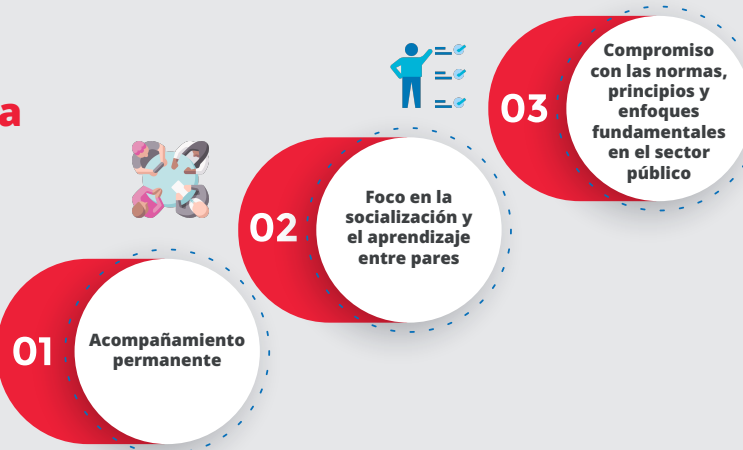 a
01
Acompañamiento
permanente
02
Foco en la
socialización y
el aprendizaje
entre pares
03
Compromiso
con las normas,
principios y
enfoques
fundamentales
en el sector
público